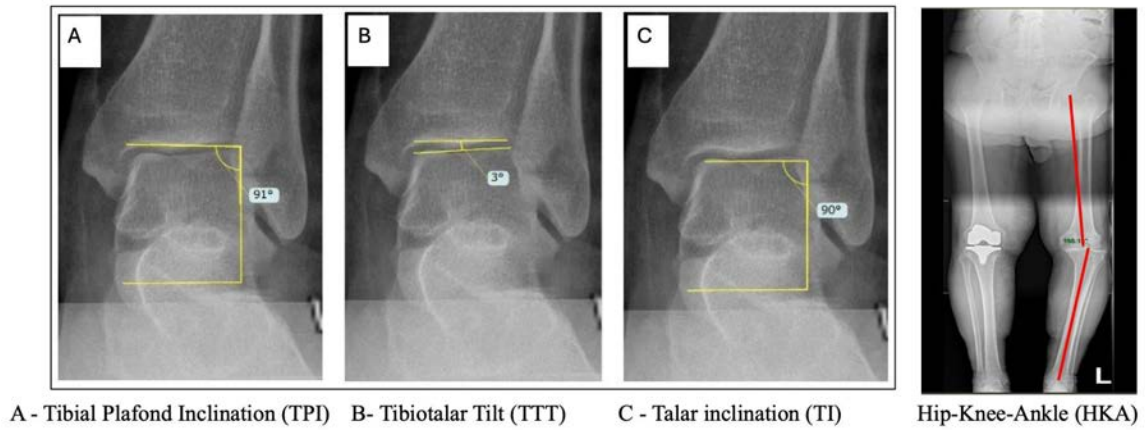 A
B
C
91°
3°
90°
L
A - Tibial Plafond Inclination (TPI)
B- Tibiotalar Tilt (TTT)
C - Talar inclination (TI)
Hip-Knee-Ankle (HKA)